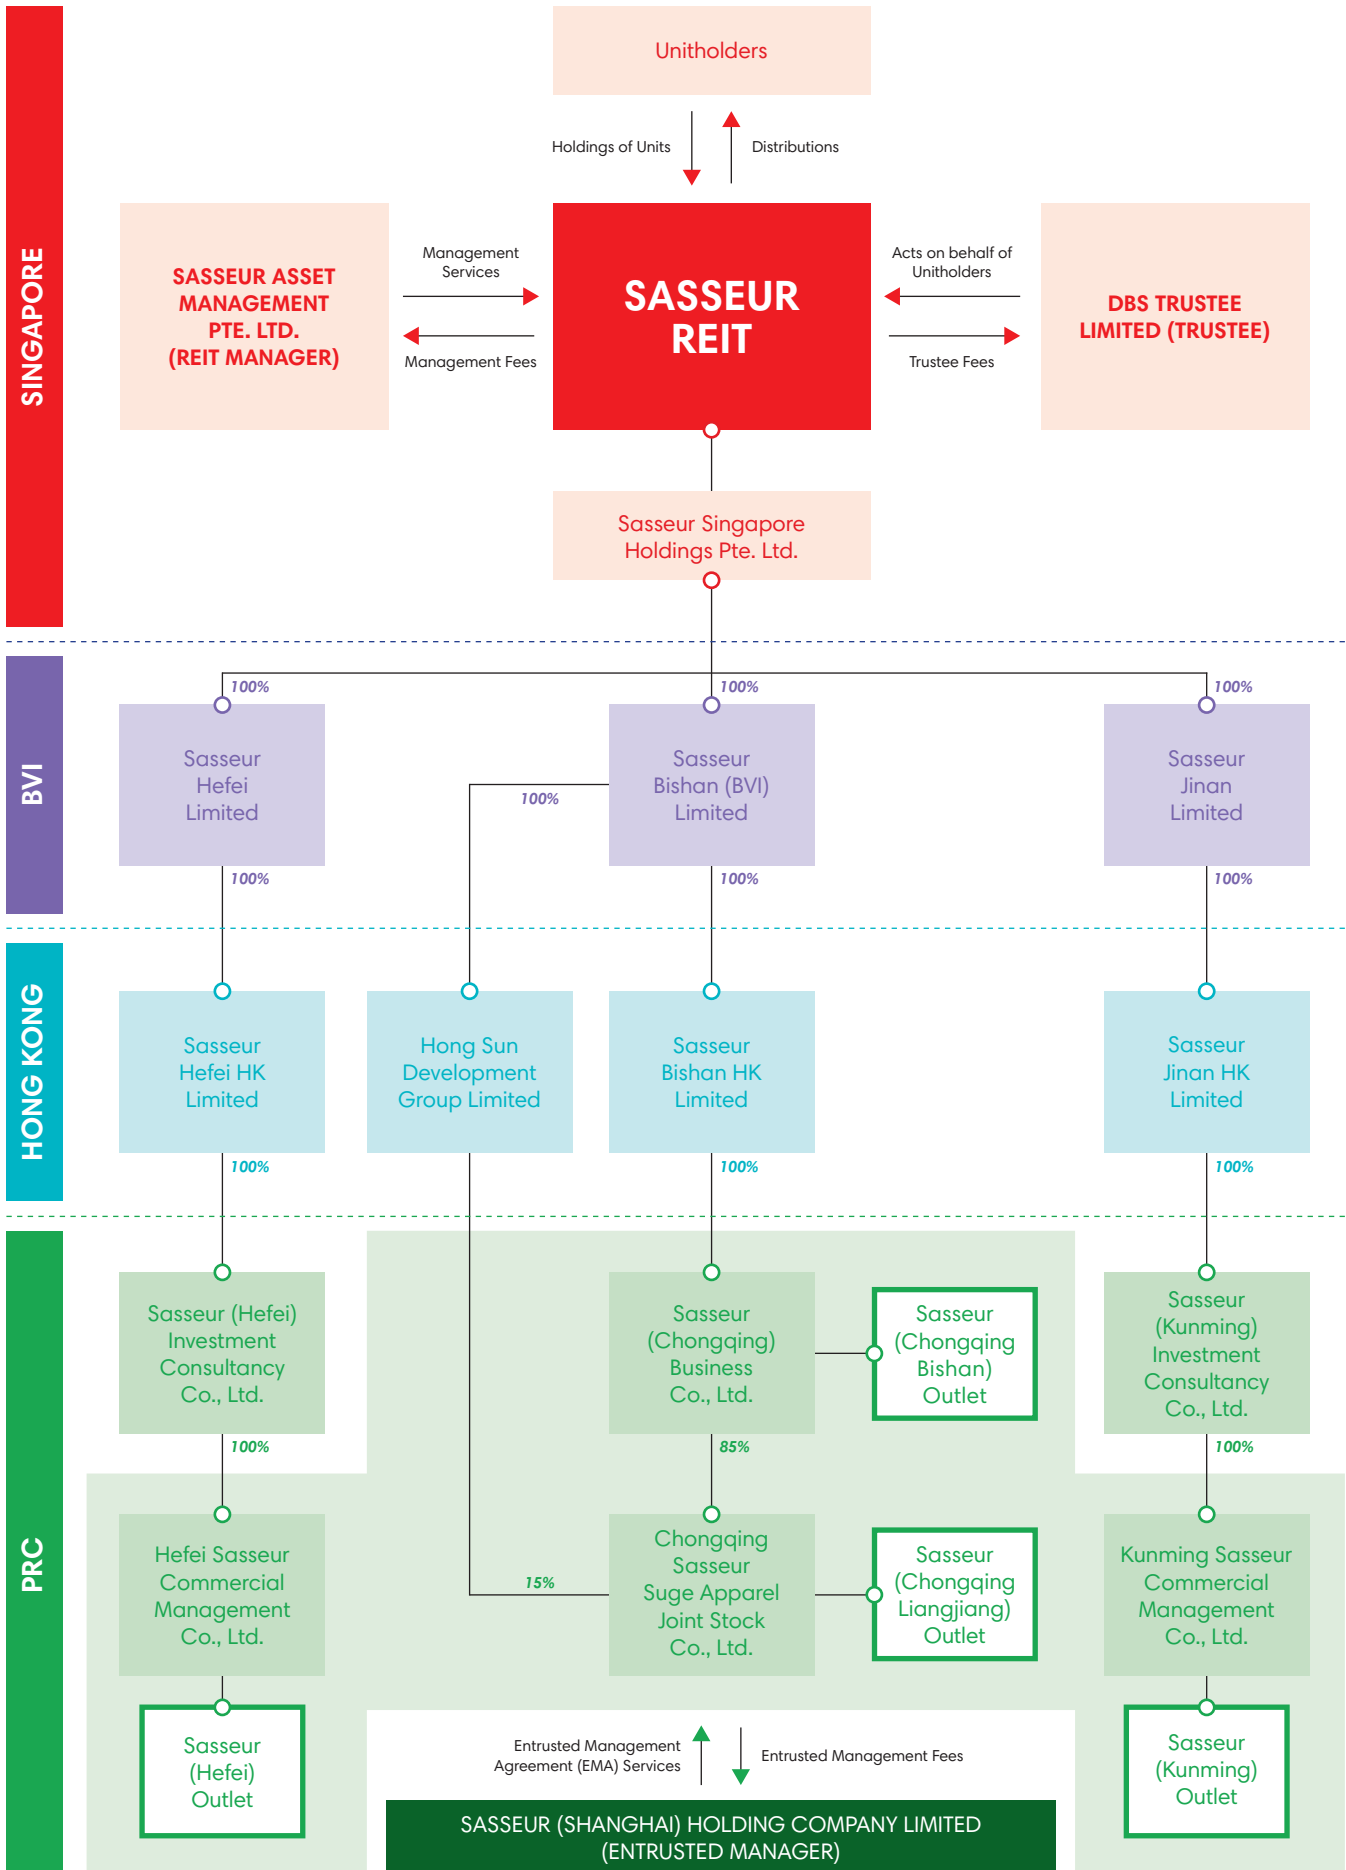 Unitholders
Holdings of Units
Distributions
SINGAPORE
SASSEUR ASSET
MANAGEMENT
PTE. LTD.
(REIT MANAGER)
Management
Services
Management Fees
SASSEUR
REIT
Acts on behalf of
Unitholders
Trustee Fees
DBS TRUSTEE
LIMITED (TRUSTEE)
Sasseur Singapore
Holdings Pte. Ltd.
BVI
100%
100%
100%
Sasseur
Hefei
Limited
100%
Sasseur
Bishan (BVI)
Limited
Sasseur
Jinan
Limited
100%
100%
100%
HONG KONG
Sasseur
Hefei HK
Limited
Hong Sun
Development
Group Limited
Sasseur
Bishan HK
Limited
Sasseur
Jinan HK
Limited
100%
100%
100%
PRC
Sasseur (Hefei)
Investment
Consultancy
Co., Ltd.
Sasseur
(Chongqing)
Business
Co., Ltd.
Sasseur
(Chongqing
Bishan)
Outlet
Sasseur
(Kunming)
Investment
Consultancy
Co., Ltd.
100%
85%
100%
Hefei Sasseur
Commercial
Management
Co., Ltd.
15%
Chongqing
Sasseur
Suge Apparel
Joint Stock
Co., Ltd.
Sasseur
(Chongqing
Liangjiang)
Outlet
Kunming Sasseur
Commercial
Management
Co., Ltd.
Sasseur
(Hefei)
Outlet
Entrusted Management
Agreement (EMA) Services
Entrusted Management Fees
Sasseur
(Kunming)
Outlet
SASSEUR (SHANGHAI) HOLDING COMPANY LIMITED
(ENTRUSTED MANAGER)